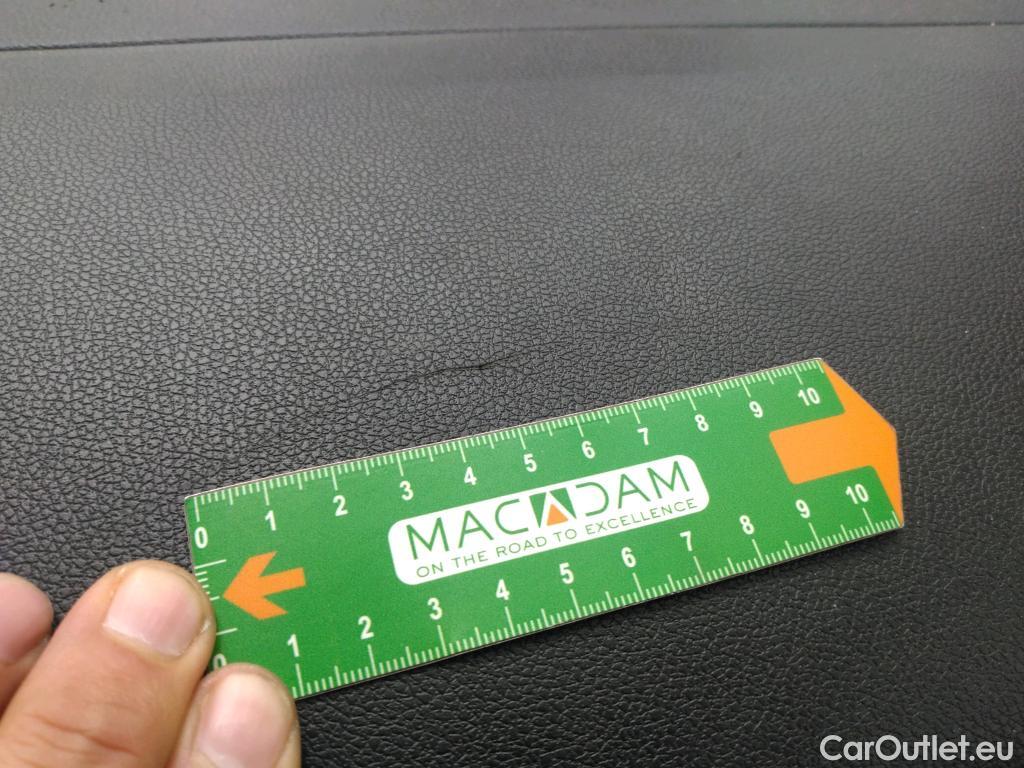 0 1 2 3 4 5 6 7 8 9 10
MACADAM
ON THE ROAD TO EXCELLENCE
0 1 2 3 4 5 6 7 8 9 10
CarOutlet.eu